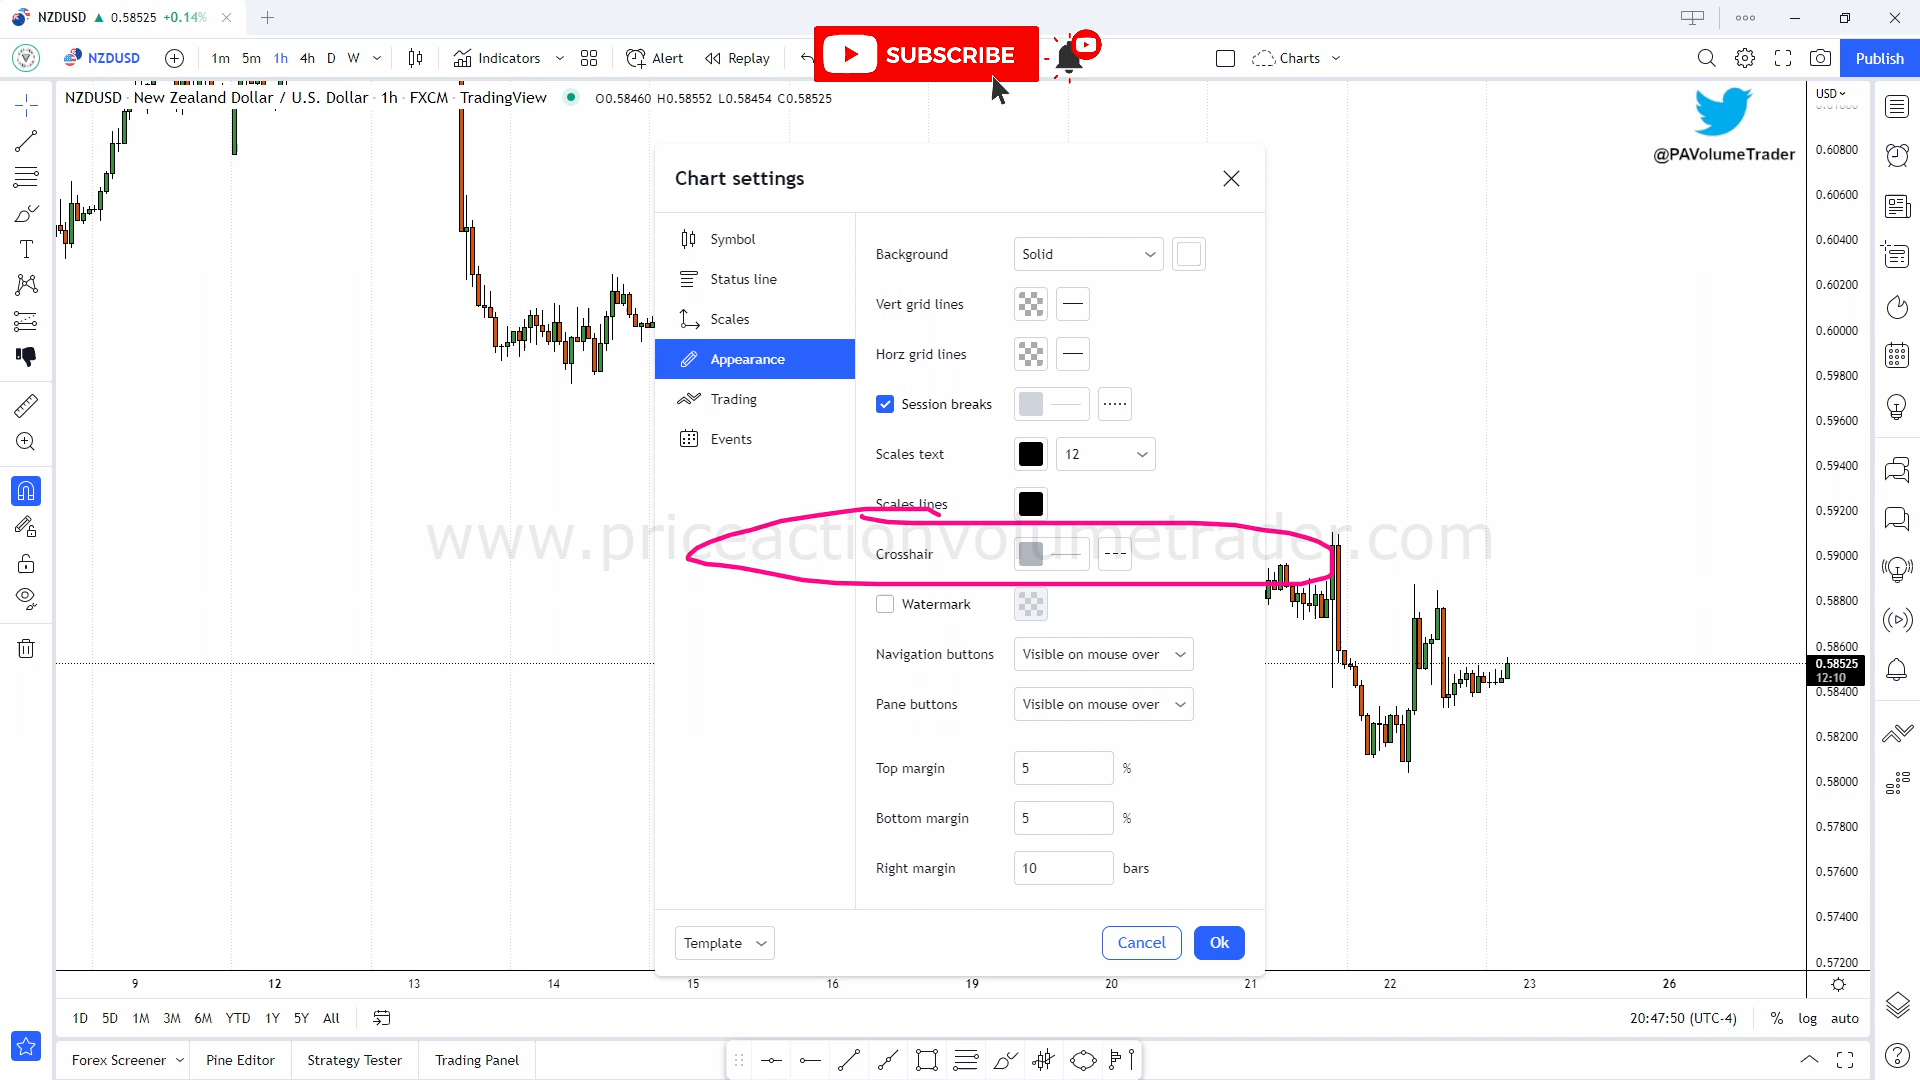 NZDUSD ▲ 0.58525 +0.14%
NZDUSD 1m 5m 1h 4h D W Indicators Alert Replay SUBSCRIBE Charts Publish
NZDUSD · New Zealand Dollar / U.S. Dollar · 1h · FXCM · TradingView O0.58460 H0.58552 L0.58454 C0.58525
USD
@PAVolumeTrader
Chart settings
Symbol
Status line
Scales
Appearance
Trading
Events
Background Solid
Vert grid lines
Horz grid lines
Session breaks
Scales text 12
Scales lines
Crosshair
Watermark
Navigation buttons Visible on mouse over
Pane buttons Visible on mouse over
Top margin 5 %
Bottom margin 5 %
Right margin 10 bars
Template Cancel Ok
www.priceactionvolumetrader.com
0.60800
0.60600
0.60400
0.60200
0.60000
0.59800
0.59600
0.59400
0.59200
0.59000
0.58800
0.58600
0.58525
12:10
0.58400
0.58200
0.58000
0.57800
0.57600
0.57400
0.57200
9 12 13 14 15 16 19 20 21 22 23 26
1D 5D 1M 3M 6M YTD 1Y 5Y All 20:47:50 (UTC-4) % log auto
Forex Screener Pine Editor Strategy Tester Trading Panel